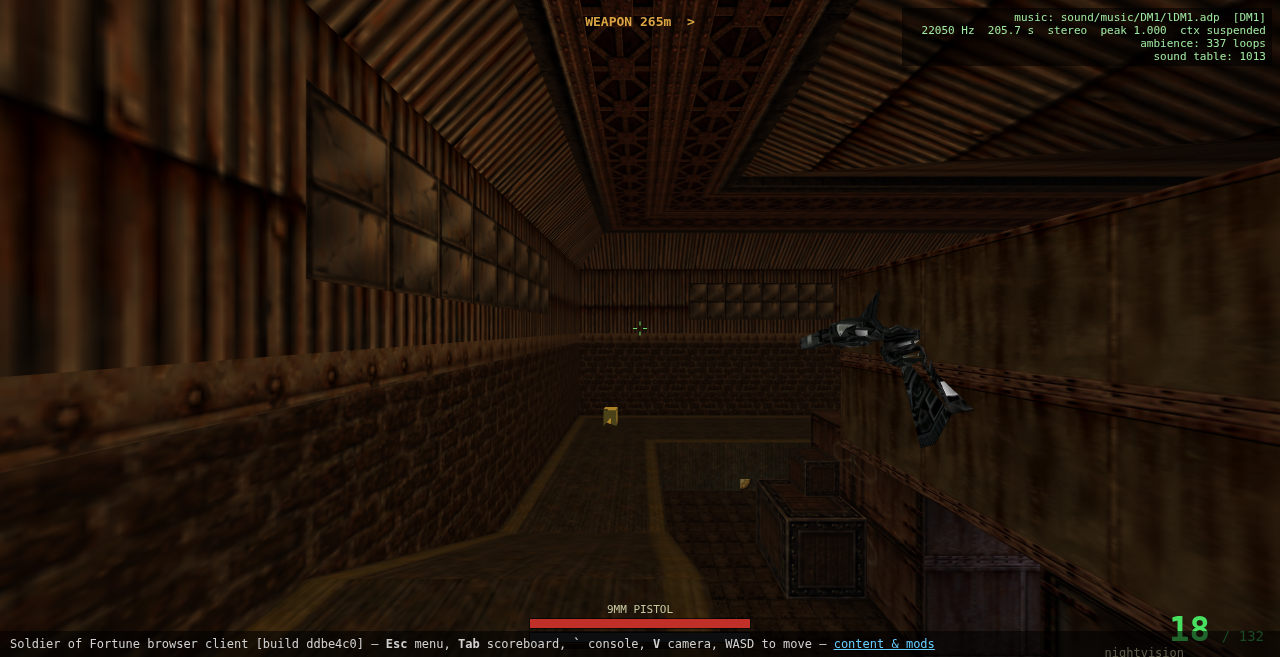 WEAPON 265m >
music: sound/music/DM1/lDM1.adp [DM1]
22050 Hz 205.7 s stereo peak 1.000 ctx suspended
ambience: 337 loops
sound table: 1013
9MM PISTOL
18 / 132
Soldier of Fortune browser client [build ddbe4c0] — Esc menu, Tab scoreboard, ` console, V camera, WASD to move — content & mods
nightvision